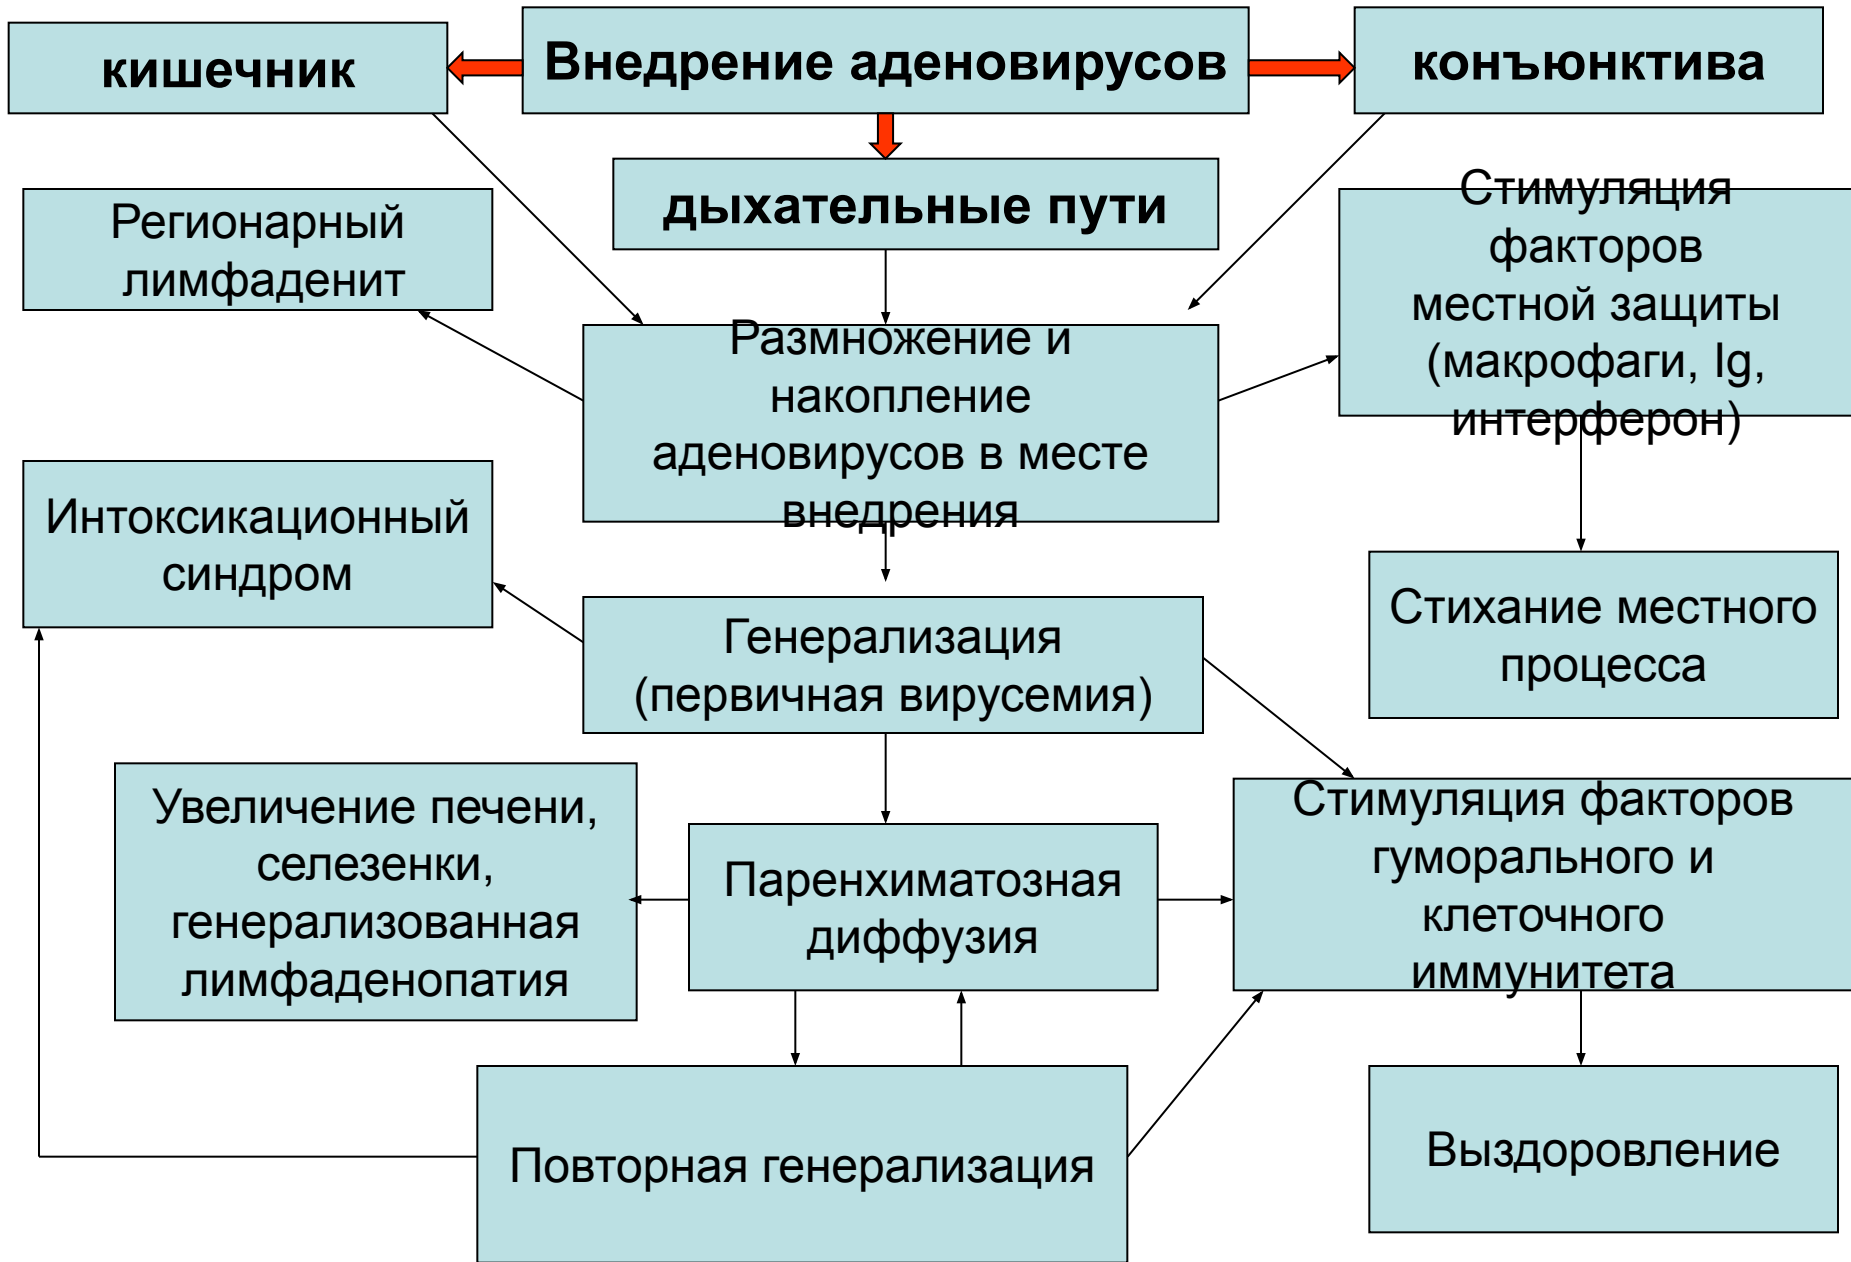 кишечник
Внедрение аденовирусов
конъюнктива
дыхательные пути
Регионарный
лимфаденит
Стимуляция
факторов
местной защиты
(макрофаги, Ig,
интерферон)
Размножение и
накопление
аденовирусов в месте
внедрения
Интоксикационный
синдром
Стихание местного
процесса
Генерализация
(первичная вирусемия)
Увеличение печени,
селезенки,
генерализованная
лимфаденопатия
Паренхиматозная
диффузия
Стимуляция факторов
гуморального и
клеточного
иммунитета
Повторная генерализация
Выздоровление